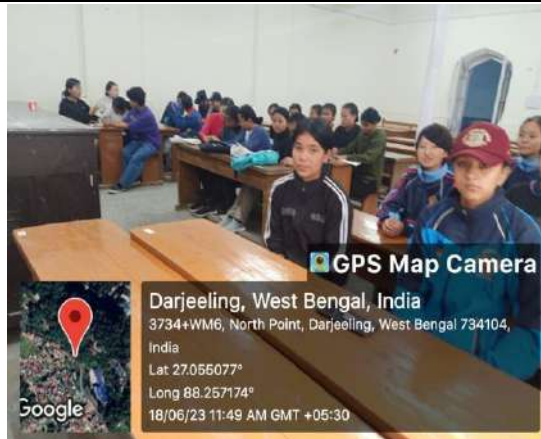 GPS Map Camera
Darjeeling, West Bengal, India
3734+WM6, North Point, Darjeeling, West Bengal 734104,
India
Lat 27.055077°
Long 88.257174°
18/06/23 11:49 AM GMT +05:30
Google